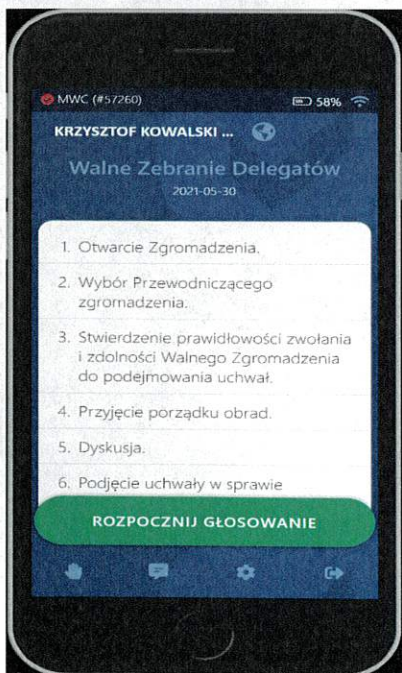 MWC (#57260) 58%
KRZYSZTOF KOWALSKI ...
Walne Zebranie Delegatów
2021-05-30
1. Otwarcie Zgromadzenia.
2. Wybór Przewodniczącego
zgromadzenia.
3. Stwierdzenie prawidłowości zwołania
i zdolności Walnego Zgromadzenia
do podejmowania uchwał.
4. Przyjęcie porządku obrad.
5. Dyskusja.
6. Podjęcie uchwały w sprawie
ROZPOCZNIJ GŁOSOWANIE